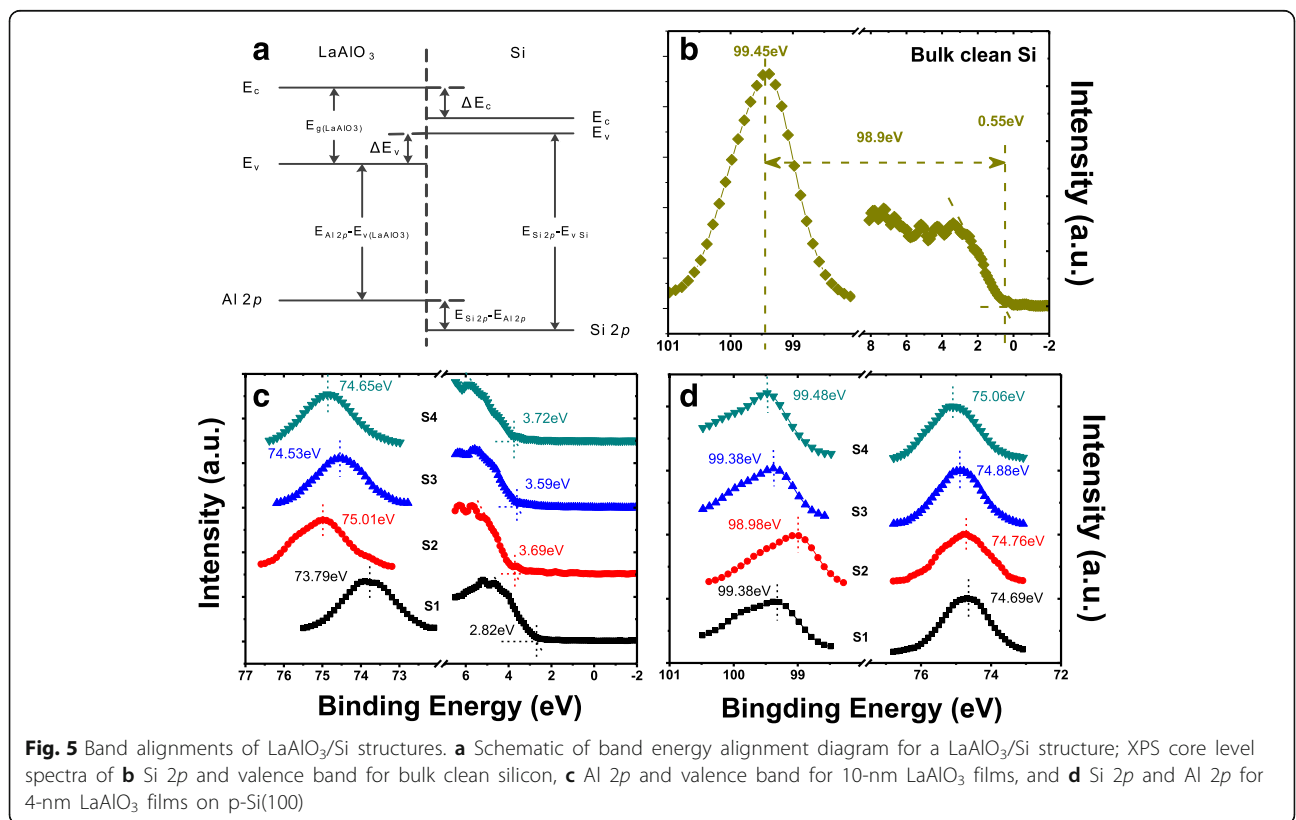 a
LaAlO3 Si
Ec
ΔEc
Eg(LaAlO3)
Ec
Ev
ΔEv
Ev
EAl 2p-Ev(LaAlO3)
ESi 2p-Ev Si
Al 2p
ESi 2p-EAl 2p
Si 2p
b
99.45eV
Bulk clean Si
0.55eV
98.9eV
Intensity (a.u.)
101 100 99 8 6 4 2 0 -2
c
74.65eV
S4
3.72eV
74.53eV
S3
3.59eV
75.01eV
S2
3.69eV
73.79eV
S1
2.82eV
Intensity (a.u.)
77 76 75 74 73 6 4 2 0 -2
Binding Energy (eV)
d
99.48eV
75.06eV
S4
99.38eV
74.88eV
S3
98.98eV
74.76eV
S2
99.38eV
74.69eV
S1
Intensity (a.u.)
101 100 99 76 74 72
Bingding Energy (eV)
Fig. 5 Band alignments of LaAlO3/Si structures. a Schematic of band energy alignment diagram for a LaAlO3/Si structure; XPS core level
spectra of b Si 2p and valence band for bulk clean silicon, c Al 2p and valence band for 10-nm LaAlO3 films, and d Si 2p and Al 2p for
4-nm LaAlO3 films on p-Si(100)